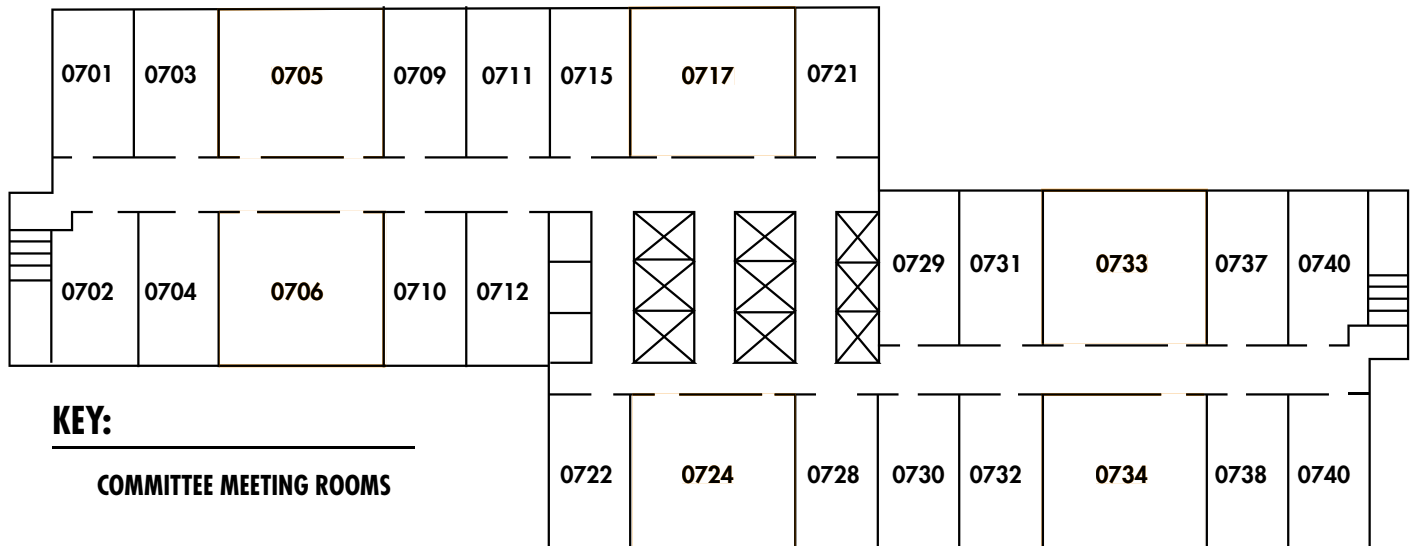 0701 0703 0705 0709 0711 0715 0717 0721
0729 0731 0733 0737 0740
0702 0704 0706 0710 0712
KEY:
COMMITTEE MEETING ROOMS
0722 0724 0728 0730 0732 0734 0738 0740